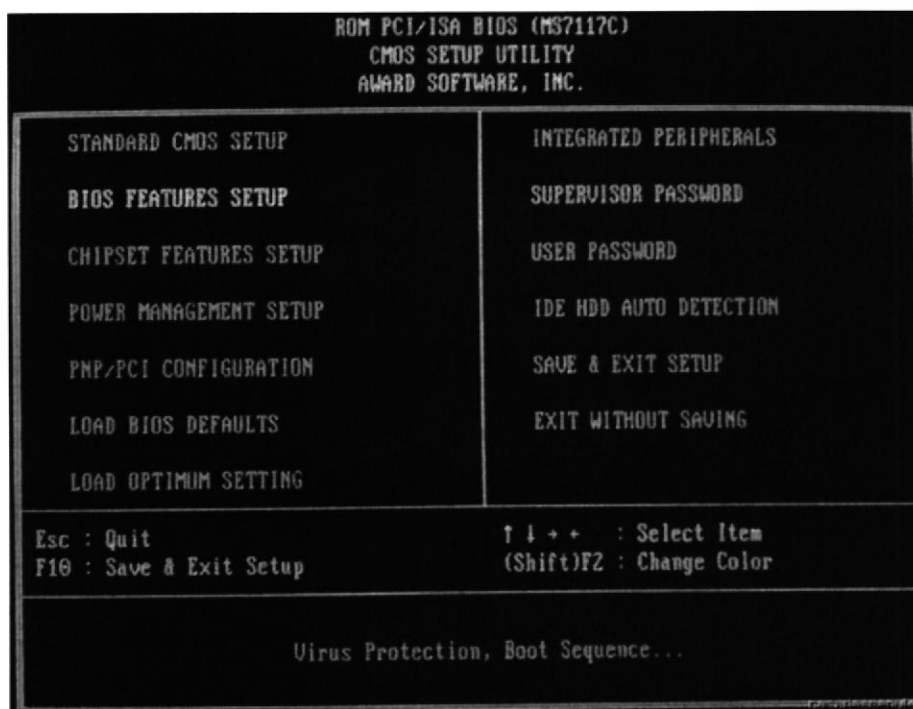 ROM PCI/ISA BIOS (MS7117C)
CMOS SETUP UTILITY
AWARD SOFTWARE, INC.
STANDARD CMOS SETUP
BIOS FEATURES SETUP
CHIPSET FEATURES SETUP
POWER MANAGEMENT SETUP
PNP/PCI CONFIGURATION
LOAD BIOS DEFAULTS
LOAD OPTIMUM SETTING
INTEGRATED PERIPHERALS
SUPERVISOR PASSWORD
USER PASSWORD
IDE HDD AUTO DETECTION
SAVE & EXIT SETUP
EXIT WITHOUT SAVING
Esc : Quit
F10 : Save & Exit Setup
↑ ↓ → ← : Select Item
(Shift)F2 : Change Color
Virus Protection, Boot Sequence...